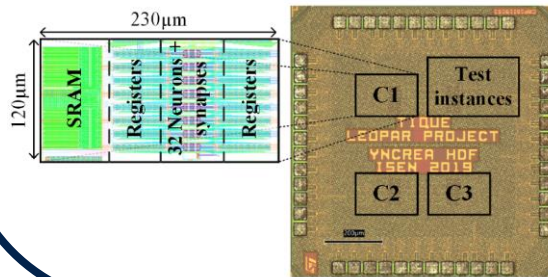 230µm
120µm
SRAM
Registers
32 Neurons +
synapses
Registers
C1
Test
instances
TIQUE
LEOPAR PROJECT
YNCREA HDF
ISEN 2019
C2
C3
200µm